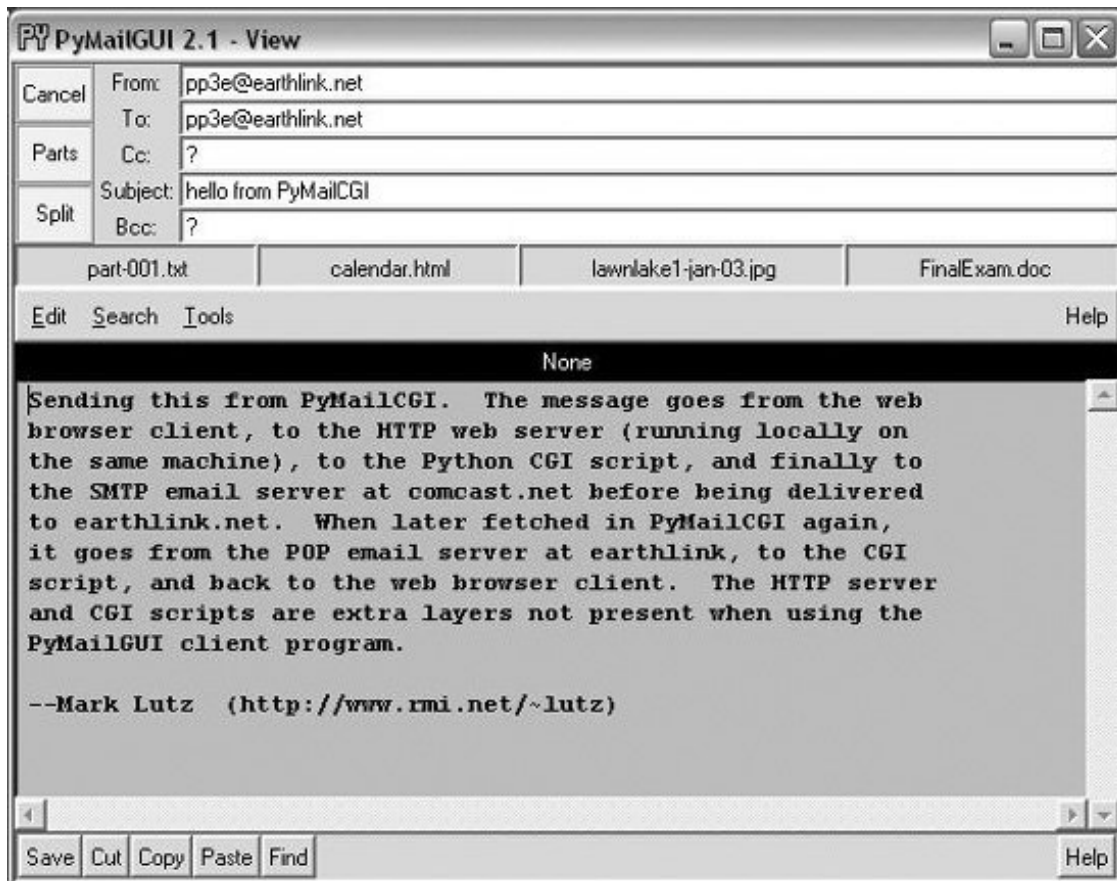 PY PyMailGUI 2.1 - View
Cancel
From: pp3e@earthlink.net
To: pp3e@earthlink.net
Parts
Cc: ?
Subject: hello from PyMailCGI
Split
Bcc: ?
part-001.txt calendar.html lawnlake1-jan-03.jpg FinalExam.doc
Edit Search Tools Help
None
Sending this from PyMailCGI.  The message goes from the web
browser client, to the HTTP web server (running locally on
the same machine), to the Python CGI script, and finally to
the SMTP email server at comcast.net before being delivered
to earthlink.net.  When later fetched in PyMailCGI again,
it goes from the POP email server at earthlink, to the CGI
script, and back to the web browser client.  The HTTP server
and CGI scripts are extra layers not present when using the
PyMailGUI client program.
--Mark Lutz  (http://www.rmi.net/~lutz)
Save Cut Copy Paste Find Help